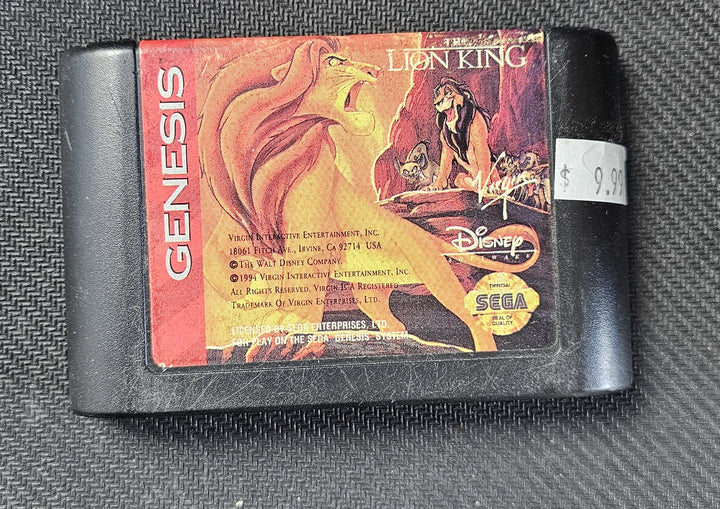 GENESIS
THE
LION KING
$ 9.99
Virgin
VIRGIN INTERACTIVE ENTERTAINMENT, INC.
18061 FITCH AVE., IRVINE, CA 92714 USA
© THE WALT DISNEY COMPANY.
© 1994 VIRGIN INTERACTIVE ENTERTAINMENT, INC.
ALL RIGHTS RESERVED. VIRGIN IS A REGISTERED
TRADEMARK OF VIRGIN ENTERPRISES, LTD.
DISNEY
SOFTWARE
OFFICIAL
SEGA
SEAL OF
QUALITY
LICENSED BY SEGA ENTERPRISES, LTD.
FOR PLAY ON THE SEGA GENESIS SYSTEM